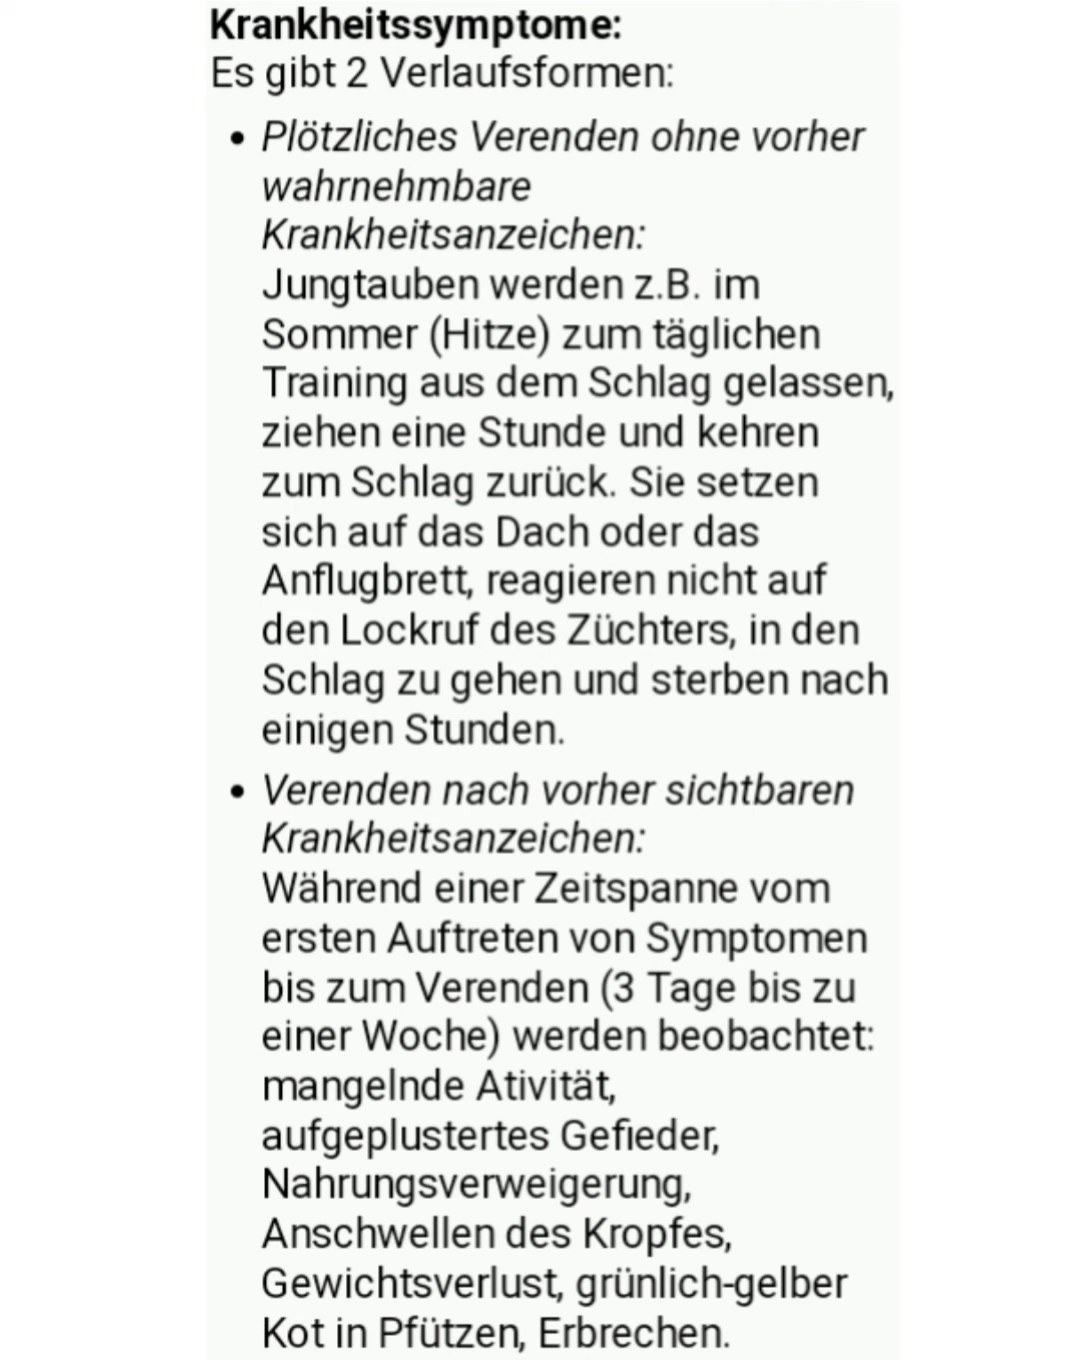 Krankheitssymptome:
Es gibt 2 Verlaufsformen:
• Plötzliches Verenden ohne vorher
wahrnehmbare
Krankheitsanzeichen:
Jungtauben werden z.B. im
Sommer (Hitze) zum täglichen
Training aus dem Schlag gelassen,
ziehen eine Stunde und kehren
zum Schlag zurück. Sie setzen
sich auf das Dach oder das
Anflugbrett, reagieren nicht auf
den Lockruf des Züchters, in den
Schlag zu gehen und sterben nach
einigen Stunden.
• Verenden nach vorher sichtbaren
Krankheitsanzeichen:
Während einer Zeitspanne vom
ersten Auftreten von Symptomen
bis zum Verenden (3 Tage bis zu
einer Woche) werden beobachtet:
mangelnde Ativität,
aufgeplustertes Gefieder,
Nahrungsverweigerung,
Anschwellen des Kropfes,
Gewichtsverlust, grünlich-gelber
Kot in Pfützen, Erbrechen.